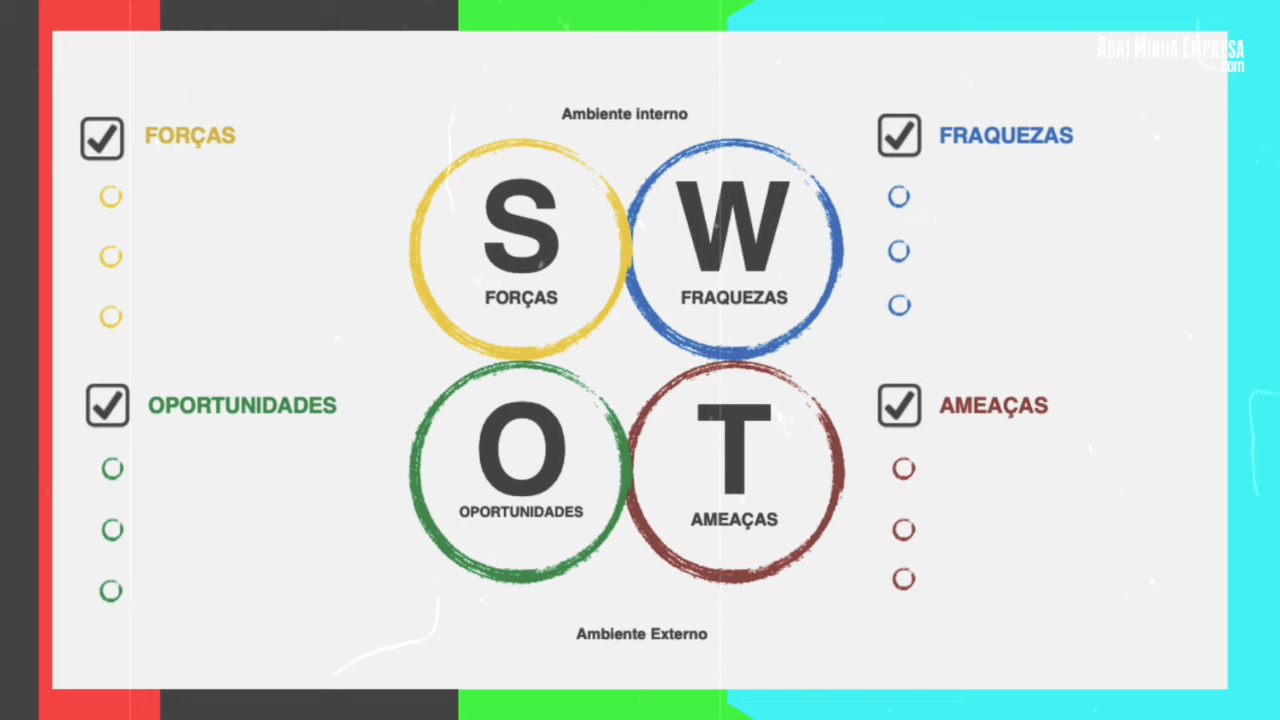 ABRI MINHA EMPRESA
.com
Ambiente interno
FORÇAS
FRAQUEZAS
S
FORÇAS
W
FRAQUEZAS
OPORTUNIDADES
AMEAÇAS
O
OPORTUNIDADES
T
AMEAÇAS
Ambiente Externo